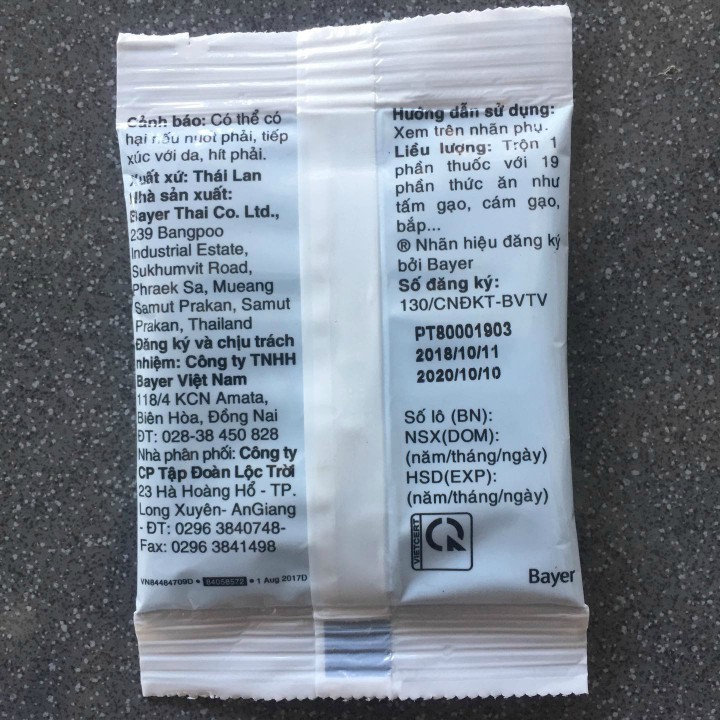 Cảnh báo: Có thể có
hại nếu nuốt phải, tiếp
xúc với da, hít phải.
Xuất xứ: Thái Lan
Nhà sản xuất:
Bayer Thai Co. Ltd.,
239 Bangpoo
Industrial Estate,
Sukhumvit Road,
Phraek Sa, Mueang
Samut Prakan, Samut
Prakan, Thailand
Đăng ký và chịu trách
nhiệm: Công ty TNHH
Bayer Việt Nam
118/4 KCN Amata,
Biên Hòa, Đồng Nai
ĐT: 028-38 450 828
Nhà phân phối: Công ty
CP Tập Đoàn Lộc Trời
23 Hà Hoàng Hổ - TP.
Long Xuyên- AnGiang
- ĐT: 0296 3840748-
Fax: 0296 3841498
VN84484709D • 84058572 • 1 Aug 2017D
Hướng dẫn sử dụng:
Xem trên nhãn phụ.
Liều lượng: Trộn 1
phần thuốc với 19
phần thức ăn như
tấm gạo, cám gạo,
bắp...
® Nhãn hiệu đăng ký
bởi Bayer
Số đăng ký:
130/CNĐKT-BVTV
PT80001903
2018/10/11
2020/10/10
Số lô (BN):
NSX(DOM):
(năm/tháng/ngày)
HSD(EXP):
(năm/tháng/ngày)
VIETCERT
Bayer